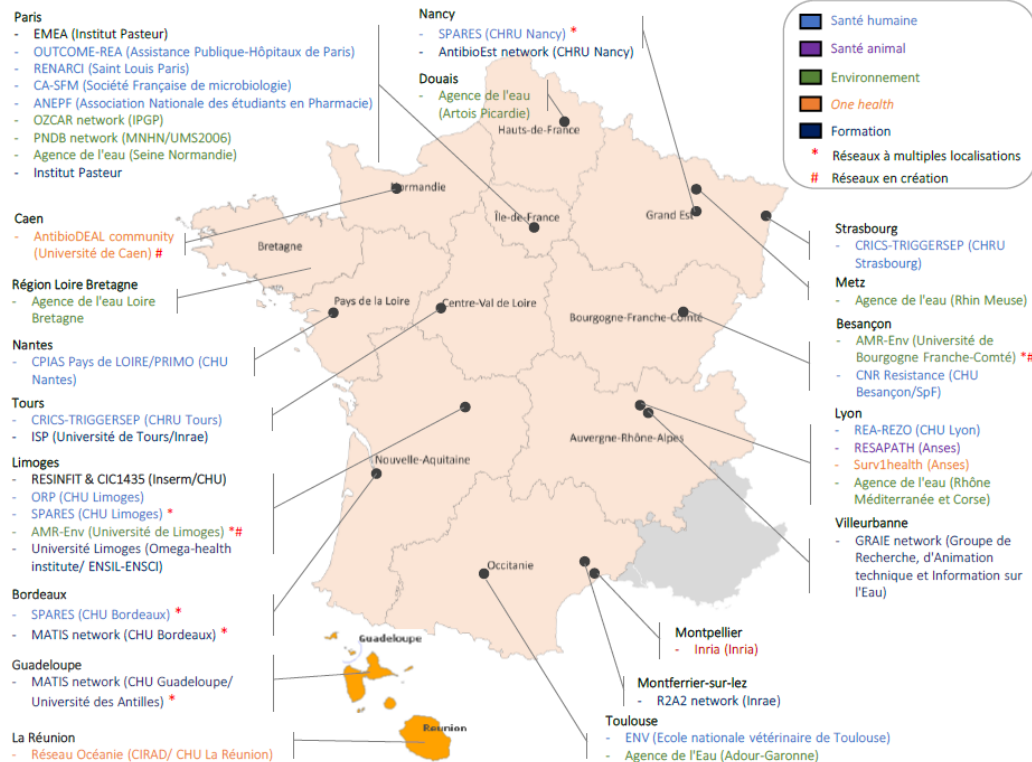 Paris
- EMEA (Institut Pasteur)
- OUTCOME-REA (Assistance Publique-Hôpitaux de Paris)
- RENARCI (Saint Louis Paris)
- CA-SFM (Société Française de microbiologie)
- ANEPF (Association Nationale des étudiants en Pharmacie)
- OZCAR network (IPGP)
- PNDB network (MNHN/UMS2006)
- Agence de l'eau (Seine Normandie)
- Institut Pasteur
Caen
- AntibioDEAL community
(Université de Caen) #
Région Loire Bretagne
- Agence de l'eau Loire
Bretagne
Nantes
- CPIAS Pays de LOIRE/PRIMO (CHU
Nantes)
Tours
- CRICS-TRIGGERSEP (CHRU Tours)
- ISP (Université de Tours/Inrae)
Limoges
- RESINFIT & CIC1435 (Inserm/CHU)
- ORP (CHU Limoges)
- SPARES (CHU Limoges) *
- AMR-Env (Université de Limoges) *#
- Université Limoges (Omega-health
institute/ ENSIL-ENSCI)
Bordeaux
- SPARES (CHU Bordeaux) *
- MATIS network (CHU Bordeaux) *
Guadeloupe
- MATIS network (CHU Guadeloupe/
Université des Antilles) *
La Réunion
- Réseau Océanie (CIRAD/ CHU La Réunion)
Nancy
- SPARES (CHRU Nancy) *
- AntibioEst network (CHRU Nancy)
Douais
- Agence de l'eau
(Artois Picardie)
Hauts-de-France
Normandie
Île-de-France
Grand Est
Bretagne
Pays de la Loire
Centre-Val de Loire
Bourgogne-Franche-Comté
Auvergne-Rhône-Alpes
Nouvelle-Aquitaine
Occitanie
Guadeloupe
Réunion
Santé humaine
Santé animal
Environnement
One health
Formation
* Réseaux à multiples localisations
# Réseaux en création
Strasbourg
- CRICS-TRIGGERSEP (CHRU
Strasbourg)
Metz
- Agence de l'eau (Rhin Meuse)
Besançon
- AMR-Env (Université de
Bourgogne Franche-Comté) *#
- CNR Resistance (CHU
Besançon/SpF)
Lyon
- REA-REZO (CHU Lyon)
- RESAPATH (Anses)
- Surv1health (Anses)
- Agence de l'eau (Rhône
Méditerranée et Corse)
Villeurbanne
- GRAIE network (Groupe de
Recherche, d'Animation
technique et Information sur
l'Eau)
Montpellier
- Inria (Inria)
Montferrier-sur-lez
- R2A2 network (Inrae)
Toulouse
- ENV (Ecole nationale vétérinaire de Toulouse)
- Agence de l'Eau (Adour-Garonne)